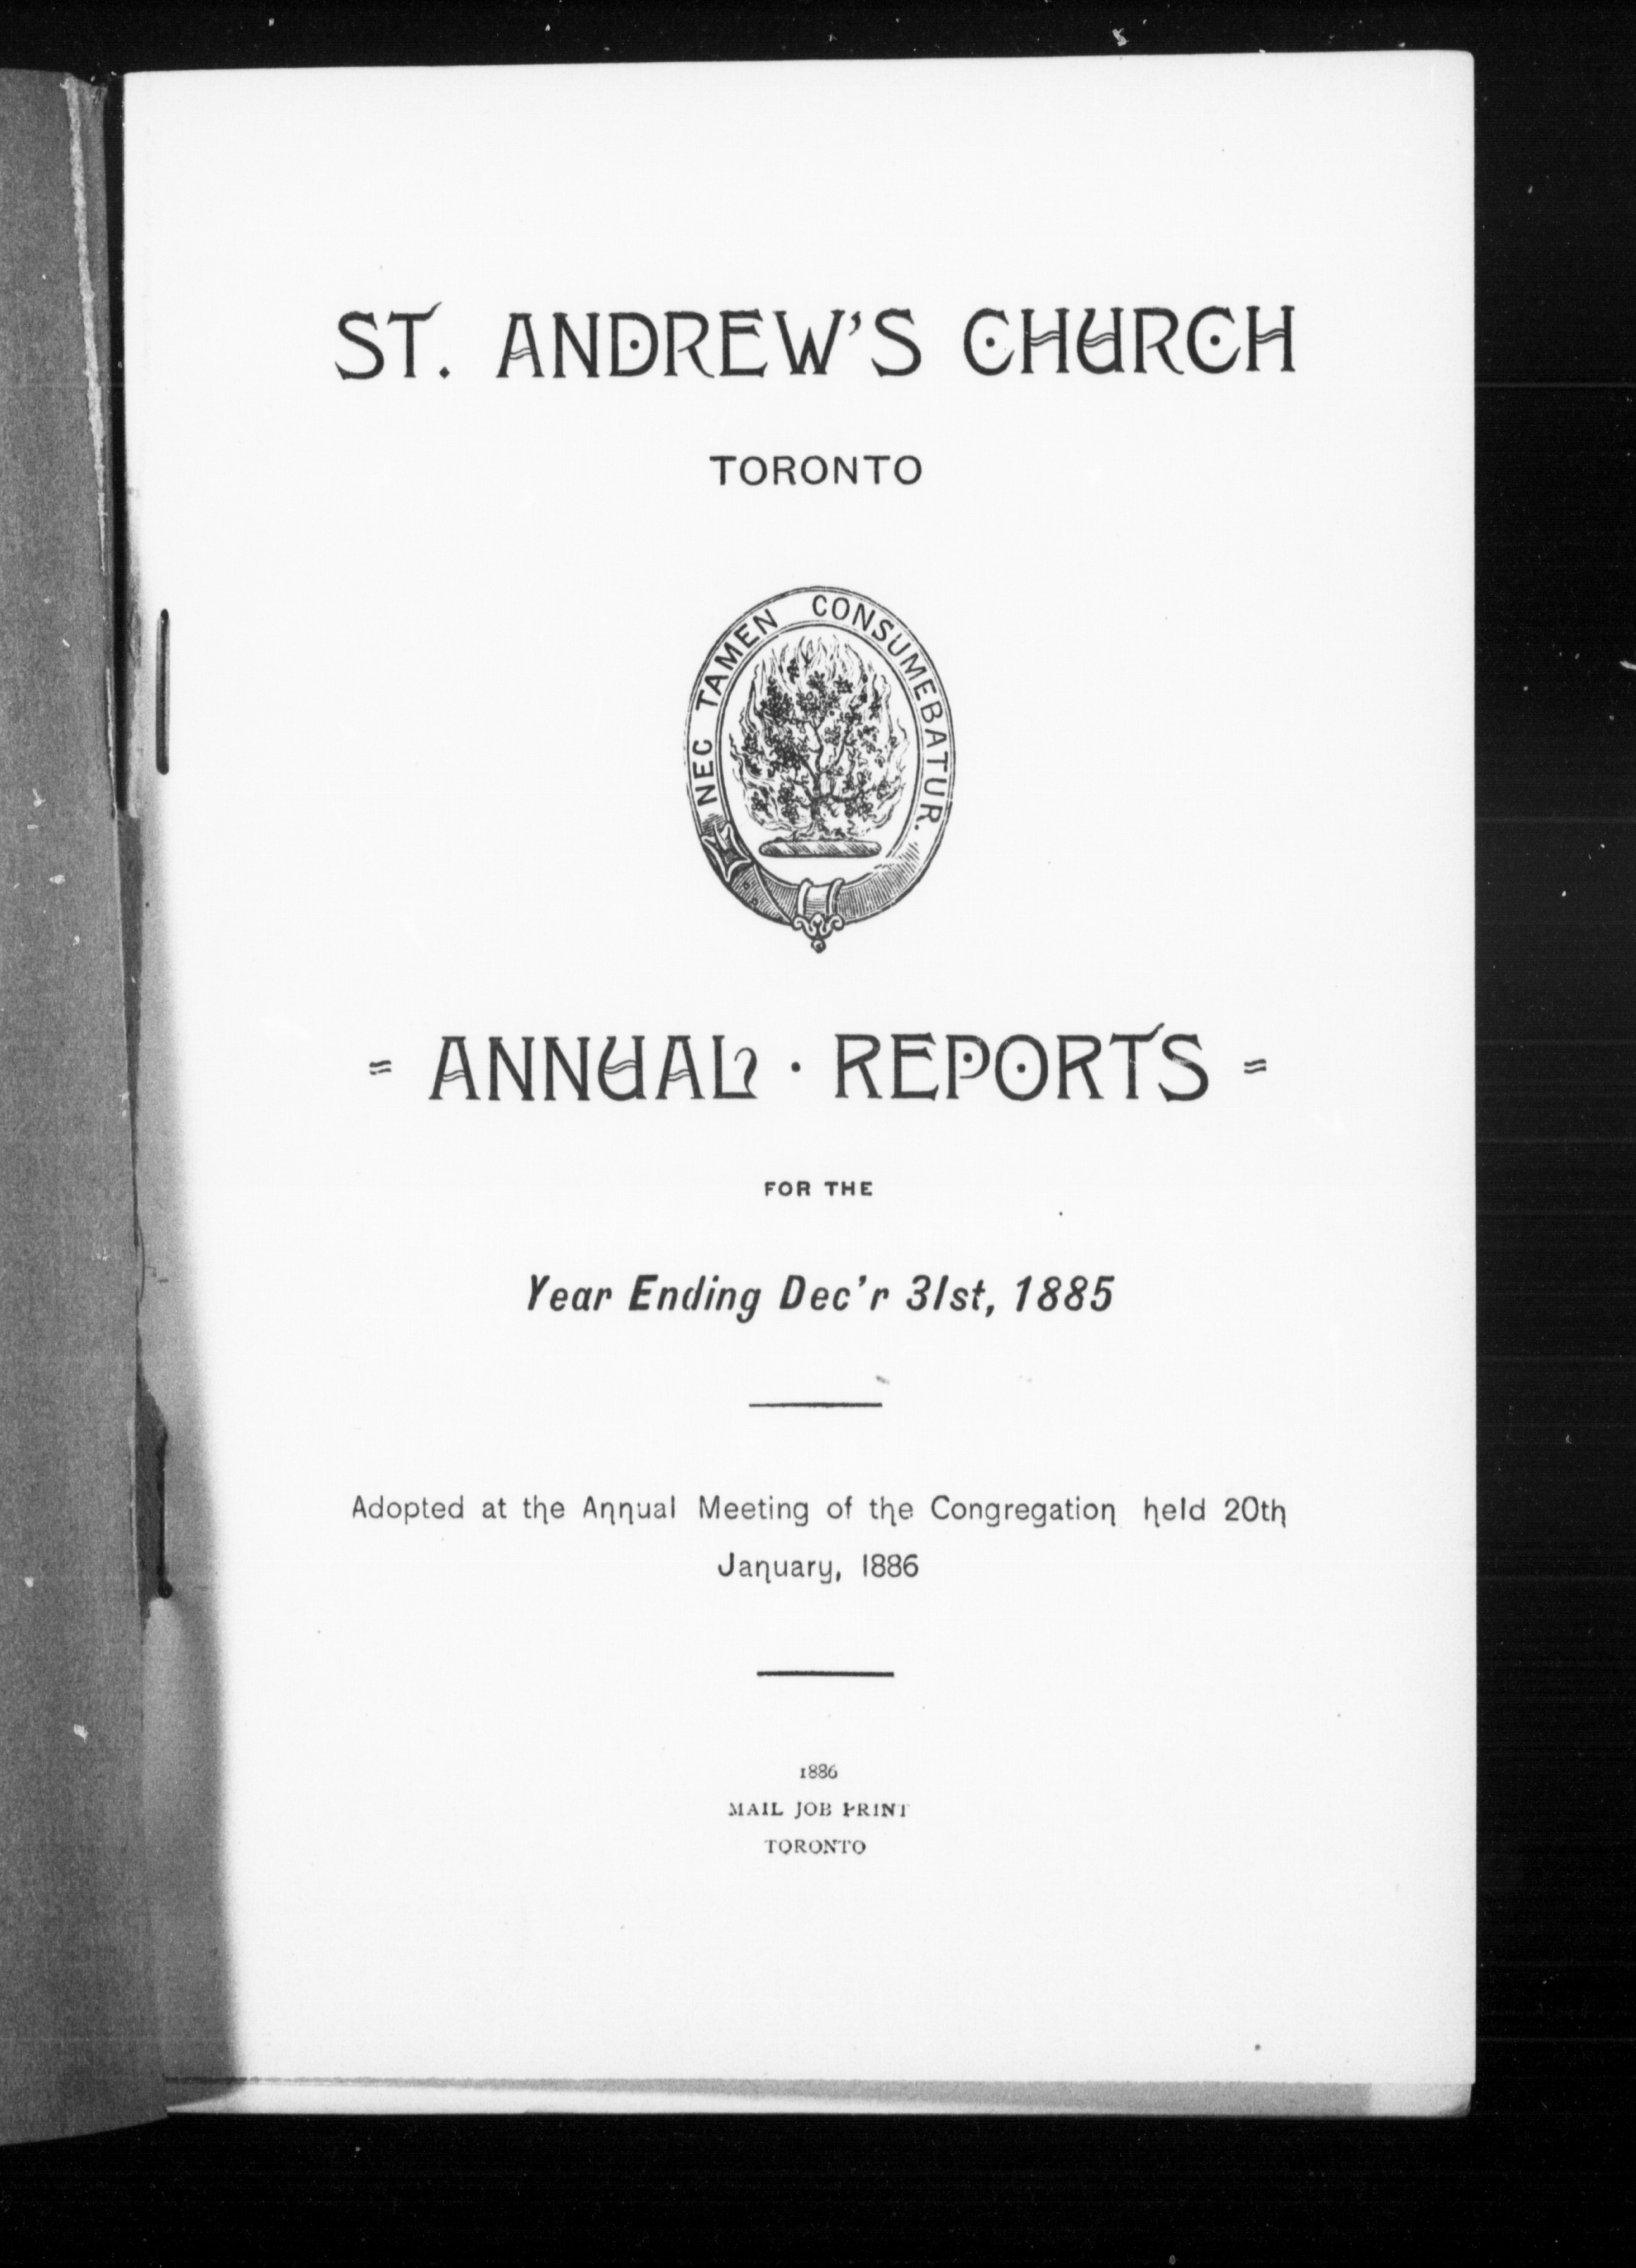 ST. ANDREW'S CHURCH
TORONTO
NEC TAMEN CONSUMEBATUR.
= ANNUAL · REPORTS =
FOR THE
Year Ending Dec'r 31st, 1885
Adopted at the Annual Meeting of the Congregation held 20th
January, 1886
1886
MAIL JOB PRINT
TORONTO